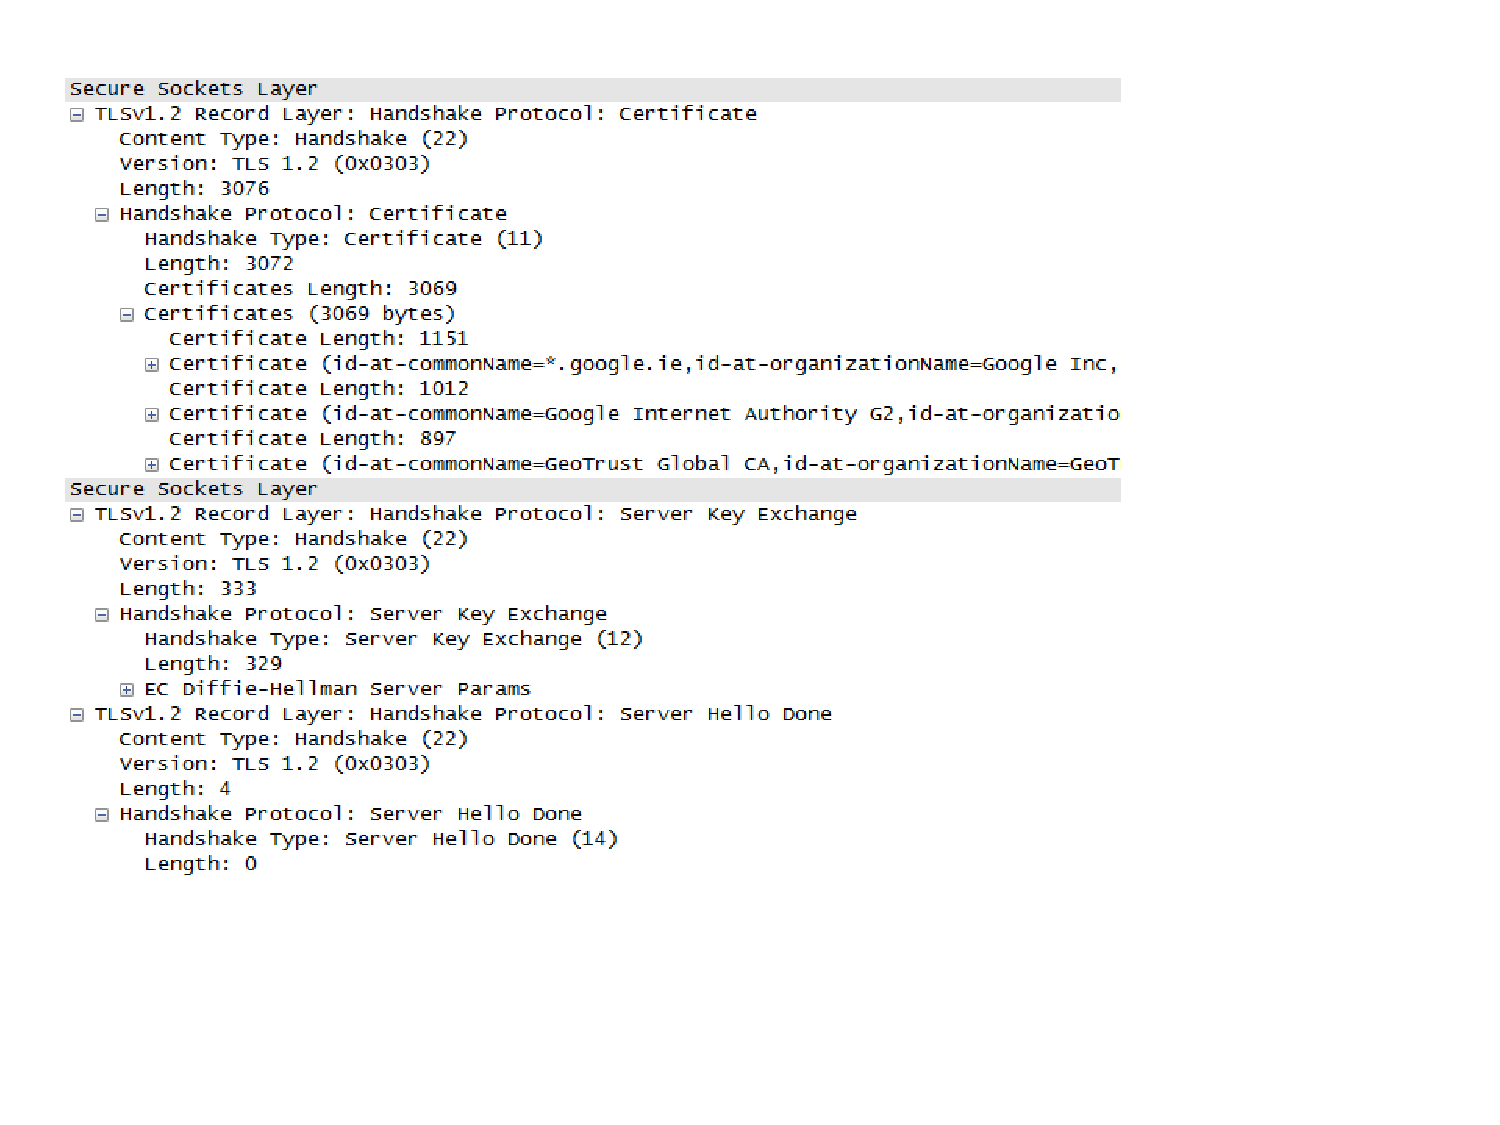 Secure Sockets Layer
TLSv1.2 Record Layer: Handshake Protocol: Certificate
Content Type: Handshake (22)
Version: TLS 1.2 (0x0303)
Length: 3076
Handshake Protocol: Certificate
Handshake Type: Certificate (11)
Length: 3072
Certificates Length: 3069
Certificates (3069 bytes)
Certificate Length: 1151
Certificate (id-at-commonName=*.google.ie,id-at-organizationName=Google Inc,
Certificate Length: 1012
Certificate (id-at-commonName=Google Internet Authority G2,id-at-organizatio
Certificate Length: 897
Certificate (id-at-commonName=GeoTrust Global CA,id-at-organizationName=GeoT
Secure Sockets Layer
TLSv1.2 Record Layer: Handshake Protocol: Server Key Exchange
Content Type: Handshake (22)
Version: TLS 1.2 (0x0303)
Length: 333
Handshake Protocol: Server Key Exchange
Handshake Type: Server Key Exchange (12)
Length: 329
EC Diffie-Hellman Server Params
TLSv1.2 Record Layer: Handshake Protocol: Server Hello Done
Content Type: Handshake (22)
Version: TLS 1.2 (0x0303)
Length: 4
Handshake Protocol: Server Hello Done
Handshake Type: Server Hello Done (14)
Length: 0